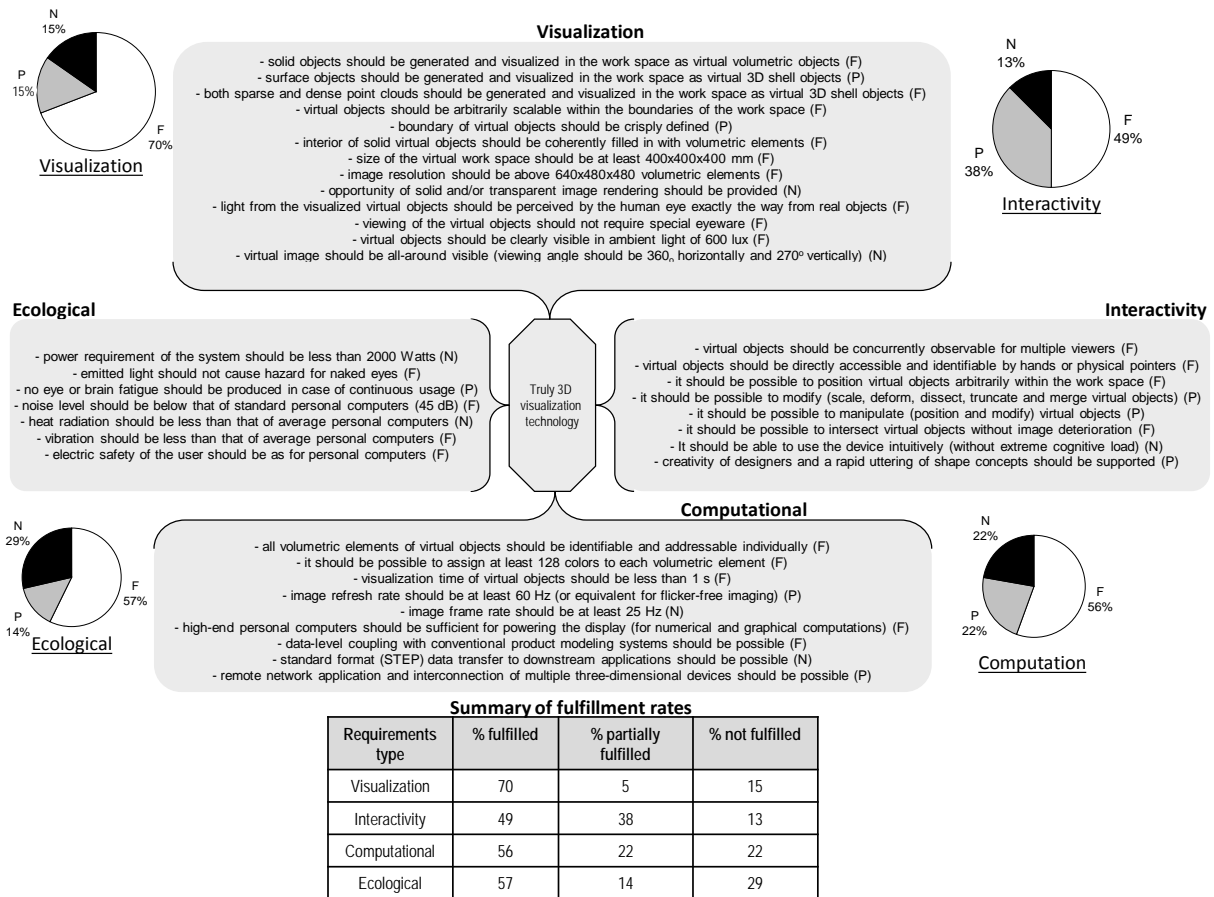 N
15%
P
15%
F
70%
Visualization
Visualization
- solid objects should be generated and visualized in the work space as virtual volumetric objects (F)
- surface objects should be generated and visualized in the work space as virtual 3D shell objects (P)
- both sparse and dense point clouds should be generated and visualized in the work space as virtual 3D shell objects (F)
- virtual objects should be arbitrarily scalable within the boundaries of the work space (F)
- boundary of virtual objects should be crisply defined (P)
- interior of solid virtual objects should be coherently filled in with volumetric elements (F)
- size of the virtual work space should be at least 400x400x400 mm (F)
- image resolution should be above 640x480x480 volumetric elements (F)
- opportunity of solid and/or transparent image rendering should be provided (N)
- light from the visualized virtual objects should be perceived by the human eye exactly the way from real objects (F)
- viewing of the virtual objects should not require special eyeware (F)
- virtual objects should be clearly visible in ambient light of 600 lux (F)
- virtual image should be all-around visible (viewing angle should be 360o horizontally and 270o vertically) (N)
N
13%
F
49%
P
38%
Interactivity
Ecological
- power requirement of the system should be less than 2000 Watts (N)
- emitted light should not cause hazard for naked eyes (F)
- no eye or brain fatigue should be produced in case of continuous usage (P)
- noise level should be below that of standard personal computers (45 dB) (F)
- heat radiation should be less than that of average personal computers (N)
- vibration should be less than that of average personal computers (F)
- electric safety of the user should be as for personal computers (F)
Truly 3D
visualization
technology
Interactivity
- virtual objects should be concurrently observable for multiple viewers (F)
- virtual objects should be directly accessible and identifiable by hands or physical pointers (F)
- it should be possible to position virtual objects arbitrarily within the work space (F)
- it should be possible to modify (scale, deform, dissect, truncate and merge virtual objects) (P)
- it should be possible to manipulate (position and modify) virtual objects (P)
- it should be possible to intersect virtual objects without image deterioration (F)
- It should be able to use the device intuitively (without extreme cognitive load) (N)
- creativity of designers and a rapid uttering of shape concepts should be supported (P)
N
29%
F
57%
P
14%
Ecological
Computational
- all volumetric elements of virtual objects should be identifiable and addressable individually (F)
- it should be possible to assign at least 128 colors to each volumetric element (F)
- visualization time of virtual objects should be less than 1 s (F)
- image refresh rate should be at least 60 Hz (or equivalent for flicker-free imaging) (P)
- image frame rate should be at least 25 Hz (N)
- high-end personal computers should be sufficient for powering the display (for numerical and graphical computations) (F)
- data-level coupling with conventional product modeling systems should be possible (F)
- standard format (STEP) data transfer to downstream applications should be possible (N)
- remote network application and interconnection of multiple three-dimensional devices should be possible (P)
N
22%
F
56%
P
22%
Computation
Summary of fulfillment rates
Requirements type % fulfilled % partially fulfilled % not fulfilled
Visualization 70 5 15
Interactivity 49 38 13
Computational 56 22 22
Ecological 57 14 29